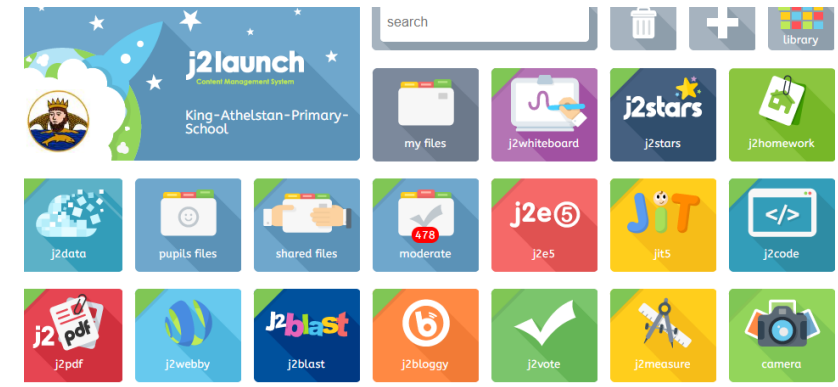 search
library
j2launch
Content Management System
King-Athelstan-Primary-
School
my files
j2whiteboard
j2stars
j2stars
j2homework
j2data
pupils files
shared files
478
moderate
j2e5
j2e5
JiT
jit5
</>
j2code
j2 pdf
j2pdf
j2webby
J2blast
j2blast
b
j2bloggy
j2vote
j2measure
camera